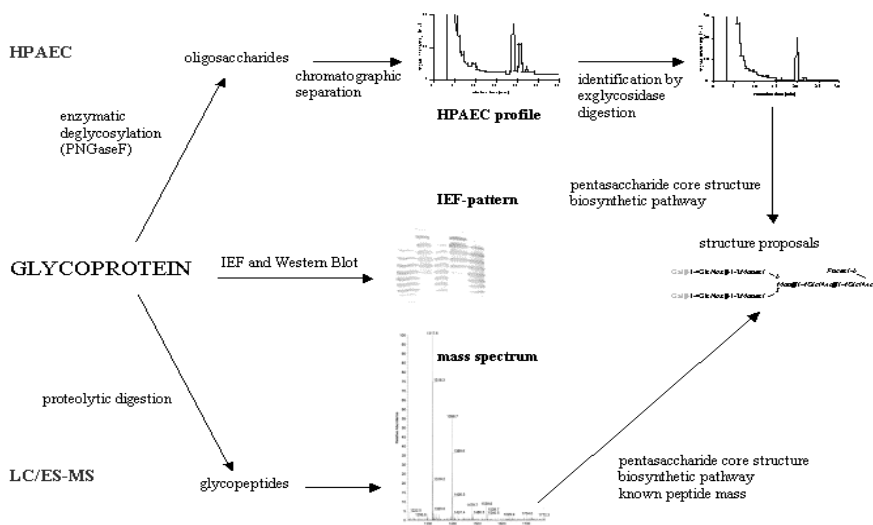 HPAEC
oligosaccharides
chromatographic
separation
HPAEC profile
identification by
exglycosidase
digestion
enzymatic
deglycosylation
(PNGaseF)
pentasaccharide core structure
biosynthetic pathway
IEF-pattern
structure proposals
GLYCOPROTEIN
IEF and Western Blot
mass spectrum
proteolytic digestion
LC/ES-MS
glycopeptides
pentasaccharide core structure
biosynthetic pathway
known peptide mass